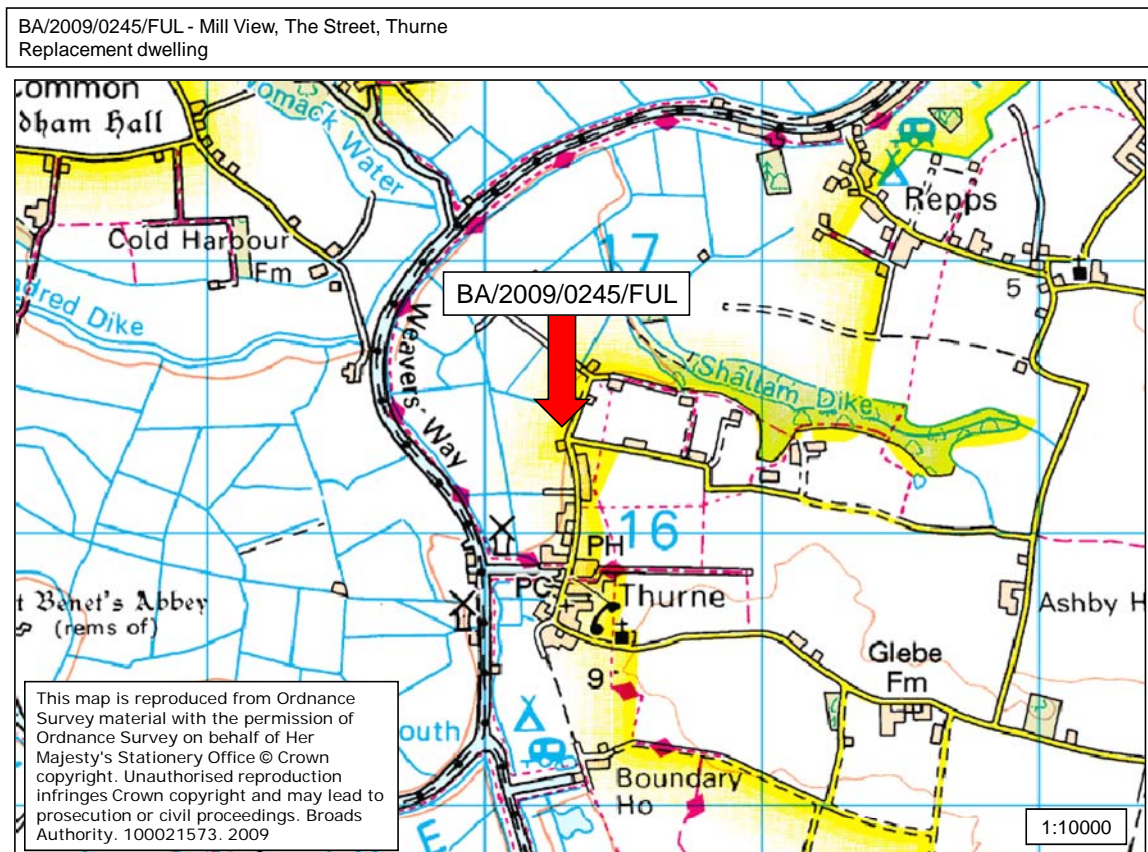 BA/2009/0245/FUL - Mill View, The Street, Thurne
Replacement dwelling
ommon
dham Hall
omack Water
Cold Harbour
Fm
ndred Dike
17
Repps
5
BA/2009/0245/FUL
Weavers' Way
Shallam Dike
16
PH
PC
Thurne
t Benet's Abbey
(rems of)
Ashby H
Glebe
Fm
9
outh
Boundary
Ho
E
This map is reproduced from Ordnance
Survey material with the permission of
Ordnance Survey on behalf of Her
Majesty's Stationery Office © Crown
copyright. Unauthorised reproduction
infringes Crown copyright and may lead to
prosecution or civil proceedings. Broads
Authority. 100021573. 2009
1:10000